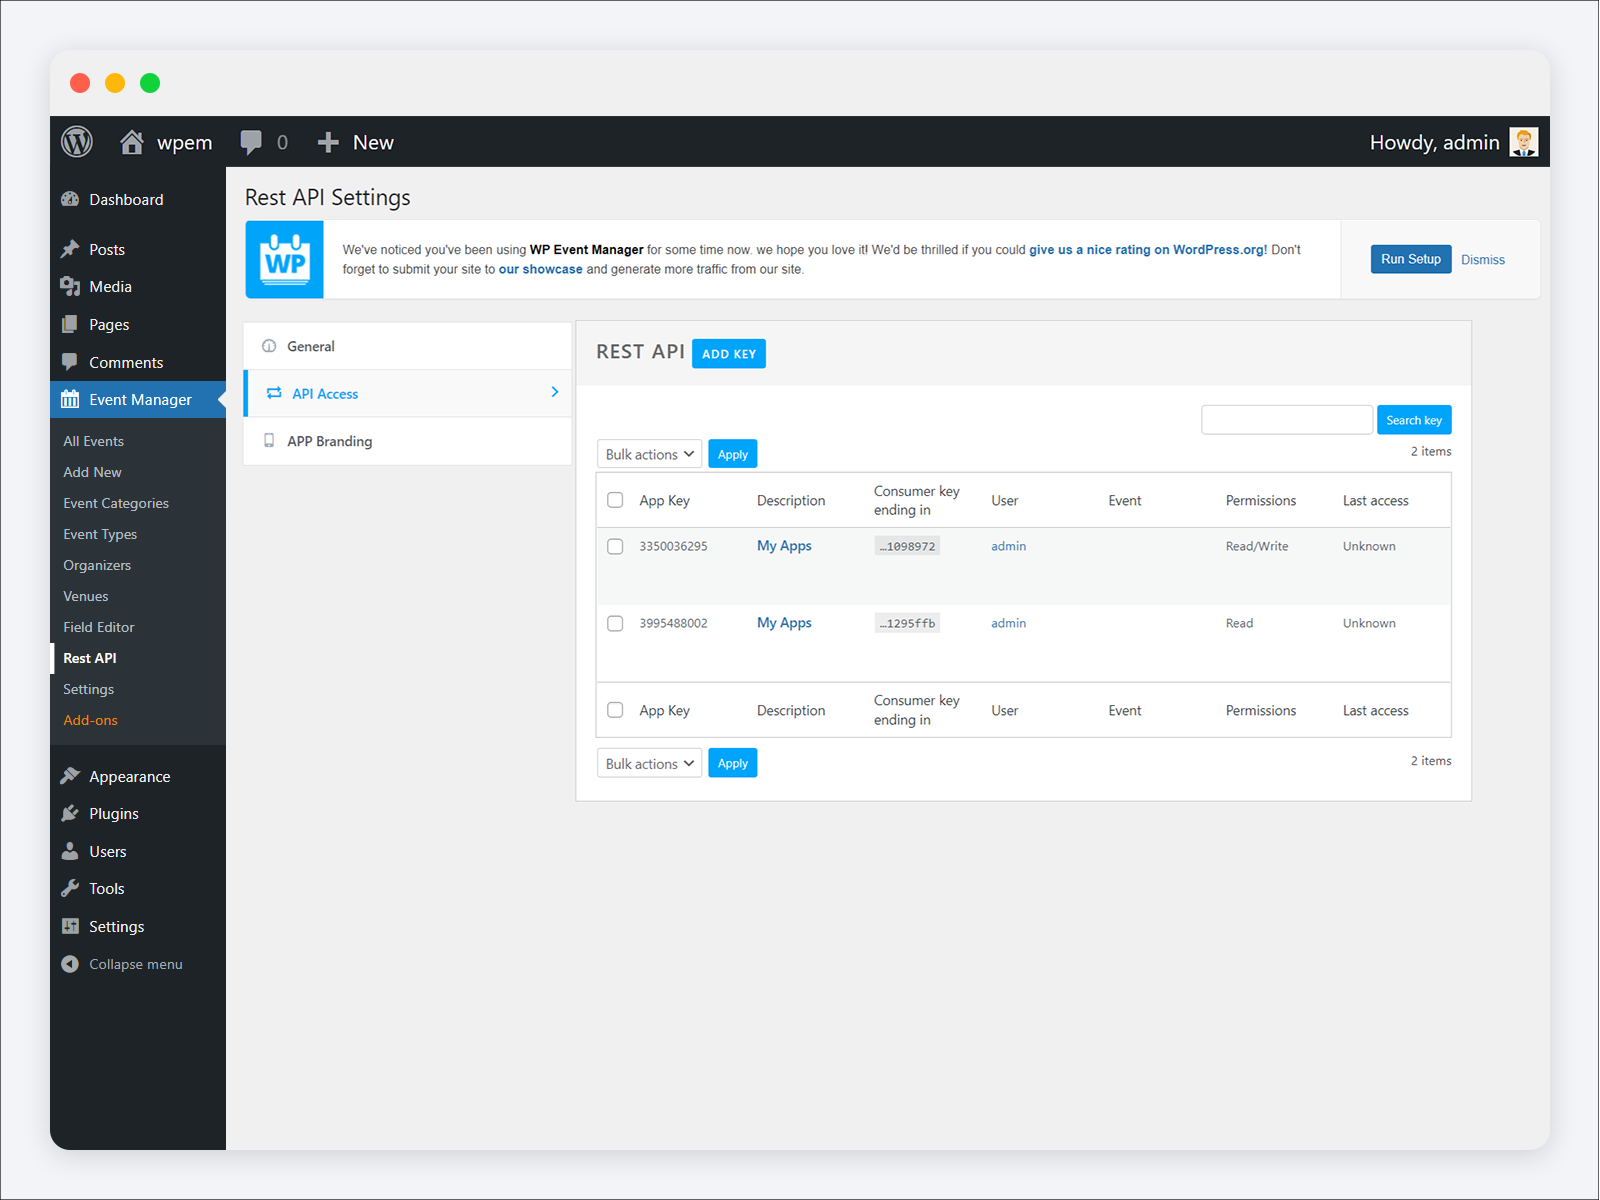 wpem 0 New Howdy, admin
Dashboard
Posts
Media
Pages
Comments
Event Manager
All Events
Add New
Event Categories
Event Types
Organizers
Venues
Field Editor
Rest API
Settings
Add-ons
Appearance
Plugins
Users
Tools
Settings
Collapse menu
Rest API Settings
WP
We've noticed you've been using WP Event Manager for some time now. we hope you love it! We'd be thrilled if you could give us a nice rating on WordPress.org! Don't
forget to submit your site to our showcase and generate more traffic from our site.
Run Setup Dismiss
General
API Access
APP Branding
REST API ADD KEY
Search key
Bulk actions Apply 2 items
App Key Description Consumer key ending in User Event Permissions Last access
3350036295 My Apps …1098972 admin Read/Write Unknown
3995488002 My Apps …1295ffb admin Read Unknown
App Key Description Consumer key ending in User Event Permissions Last access
Bulk actions Apply 2 items